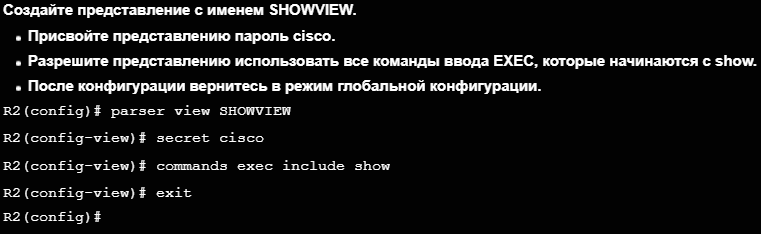 Создайте представление с именем SHOWVIEW.
• Присвойте представлению пароль cisco.
• Разрешите представлению использовать все команды ввода EXEC, которые начинаются с show.
• После конфигурации вернитесь в режим глобальной конфигурации.
R2(config)# parser view SHOWVIEW
R2(config-view)# secret cisco
R2(config-view)# commands exec include show
R2(config-view)# exit
R2(config)#